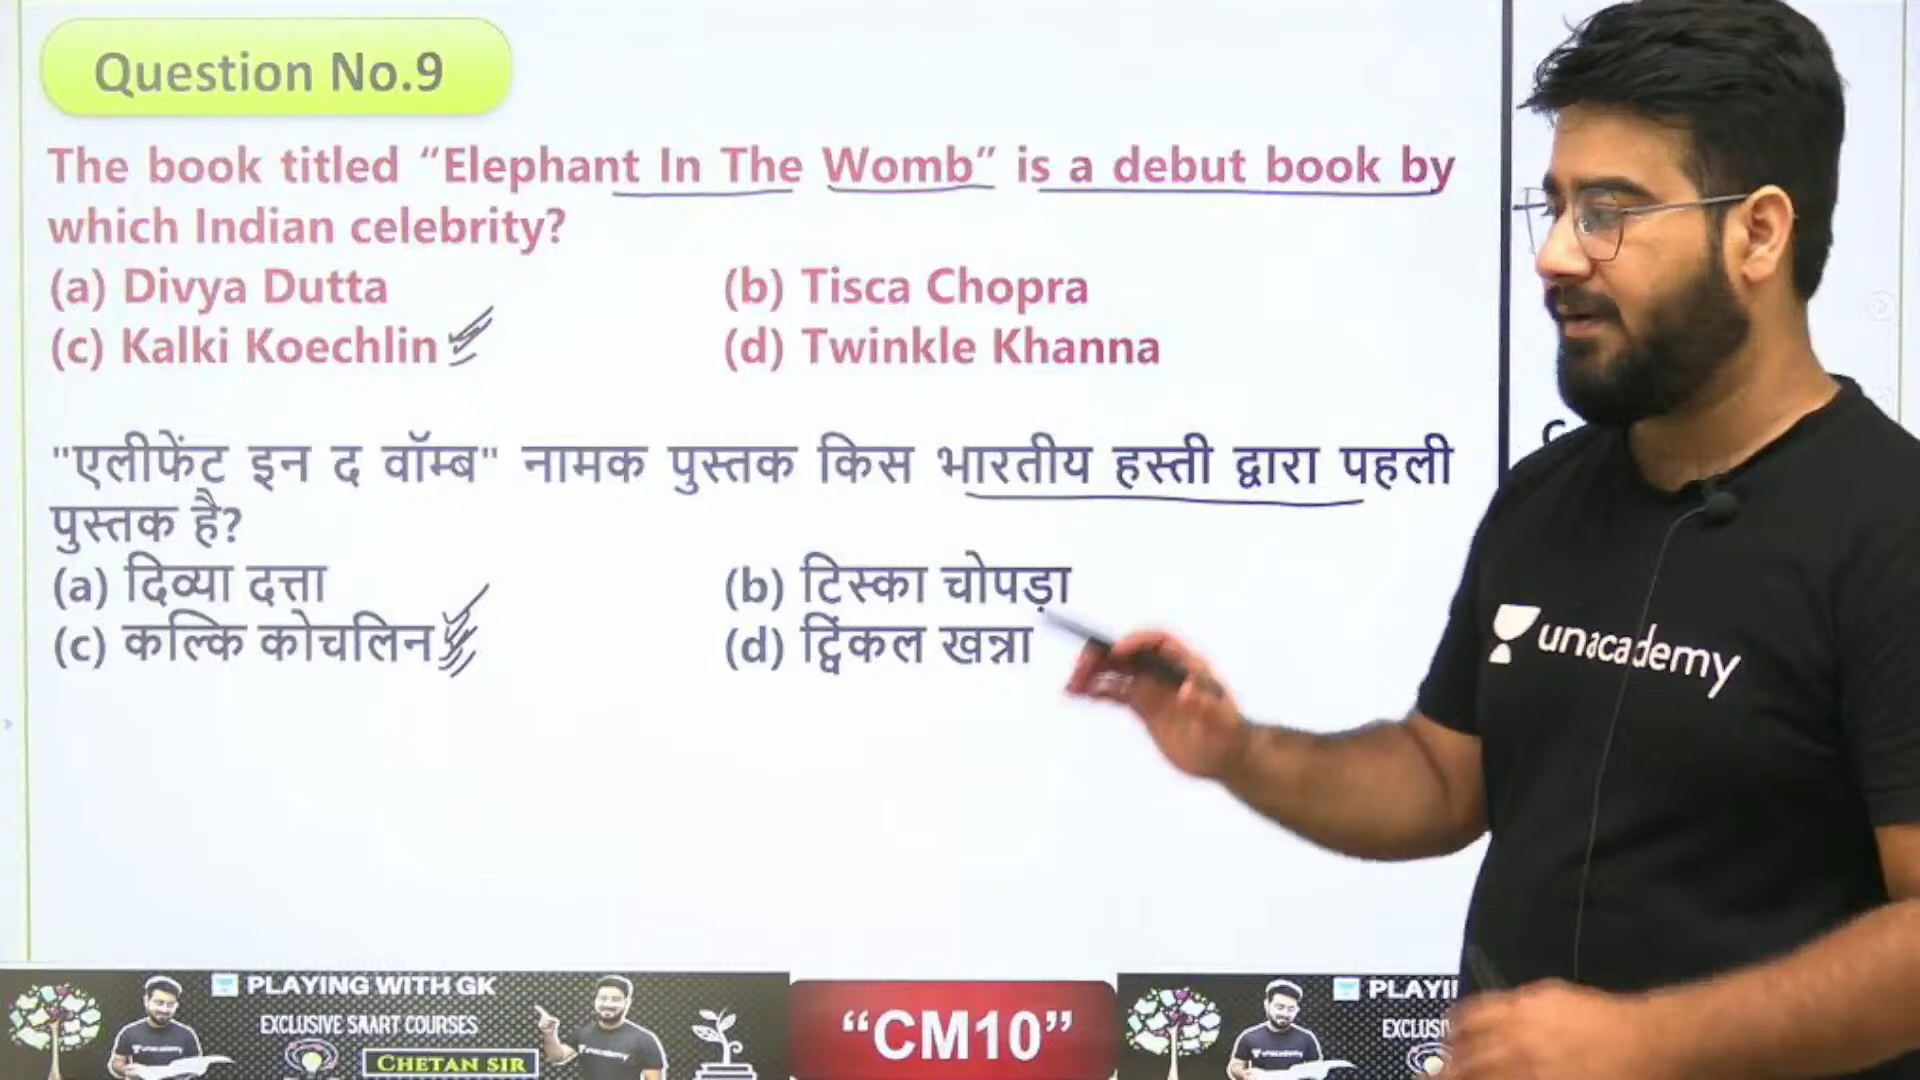 Question No.9
The book titled “Elephant In The Womb” is a debut book by
which Indian celebrity?
(a) Divya Dutta
(b) Tisca Chopra
(c) Kalki Koechlin
(d) Twinkle Khanna
"एलीफेंट इन द वॉम्ब" नामक पुस्तक किस भारतीय हस्ती द्वारा पहली
पुस्तक है?
(a) दिव्या दत्ता
(b) टिस्का चोपड़ा
(c) कल्कि कोचलिन
(d) ट्विंकल खन्ना
unacademy
PLAYING WITH GK
EXCLUSIVE SAART COURSES
CHETAN SIR
“CM10”
PLAYI
EXCLUSI